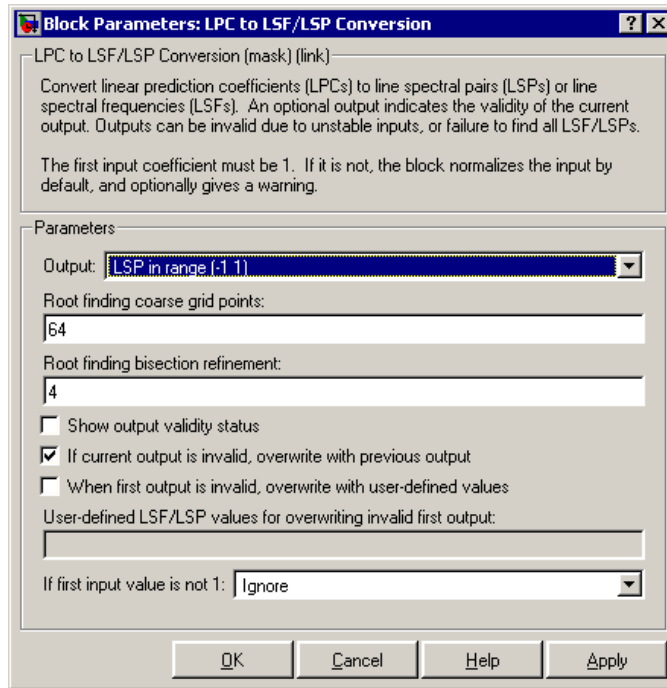 Block Parameters: LPC to LSF/LSP Conversion
LPC to LSF/LSP Conversion (mask) (link)
Convert linear prediction coefficients (LPCs) to line spectral pairs (LSPs) or line
spectral frequencies (LSFs). An optional output indicates the validity of the current
output. Outputs can be invalid due to unstable inputs, or failure to find all LSF/LSPs.
The first input coefficient must be 1. If it is not, the block normalizes the input by
default, and optionally gives a warning.
Parameters
Output: LSP in range (-1 1)
Root finding coarse grid points:
64
Root finding bisection refinement:
4
Show output validity status
If current output is invalid, overwrite with previous output
When first output is invalid, overwrite with user-defined values
User-defined LSF/LSP values for overwriting invalid first output:
If first input value is not 1: Ignore
OK Cancel Help Apply